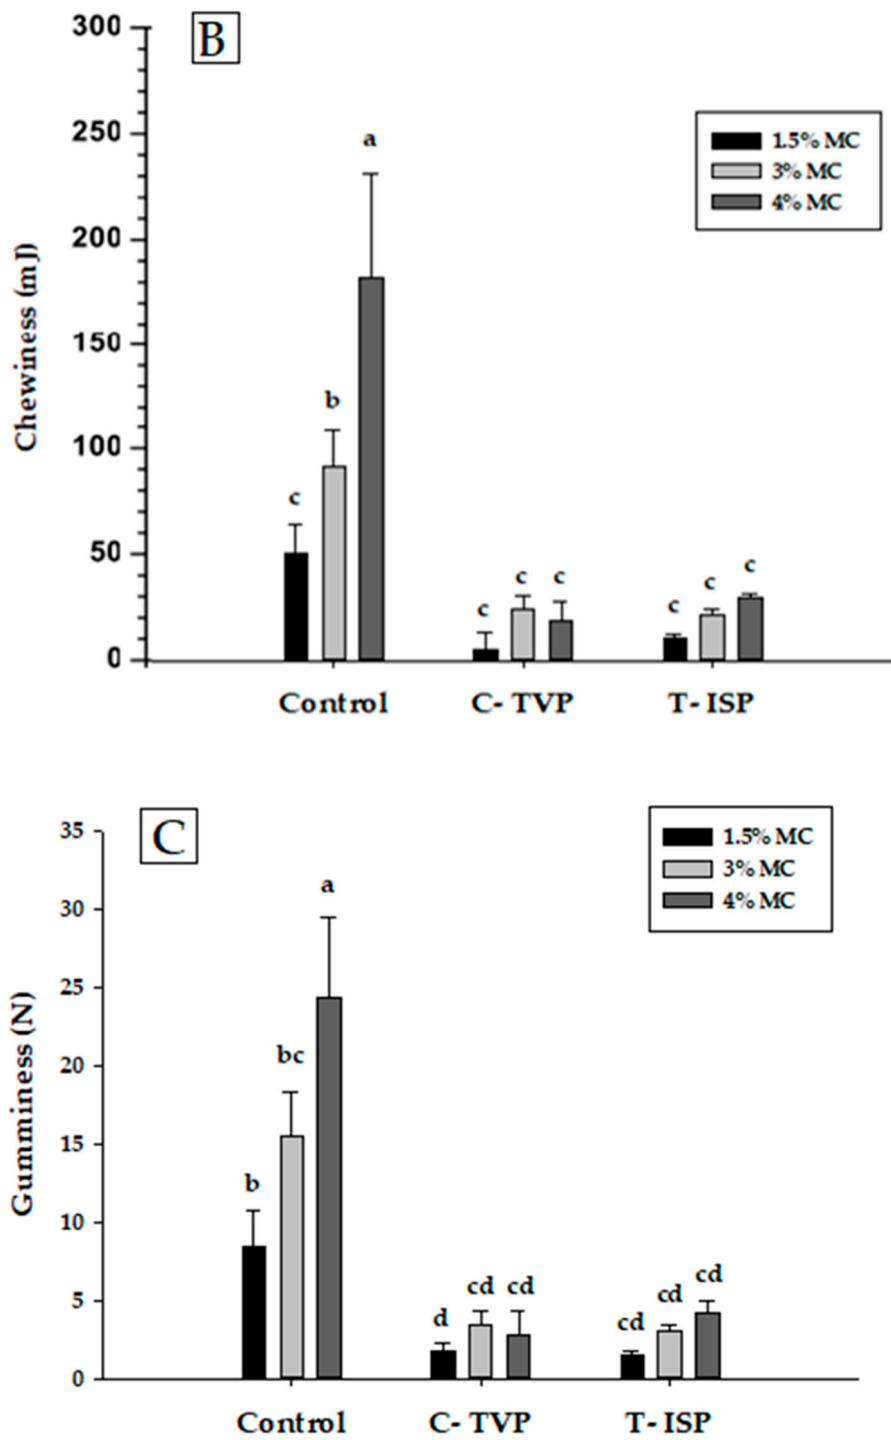 B
300
250
200
150
100
50
0
Chewiness (mJ)
1.5% MC
3% MC
4% MC
c
b
a
c
c
c
c
c
c
Control
C- TVP
T- ISP
C
35
30
25
20
15
10
5
0
Gumminess (N)
1.5% MC
3% MC
4% MC
b
bc
a
d
cd
cd
cd
cd
cd
Control
C- TVP
T- ISP